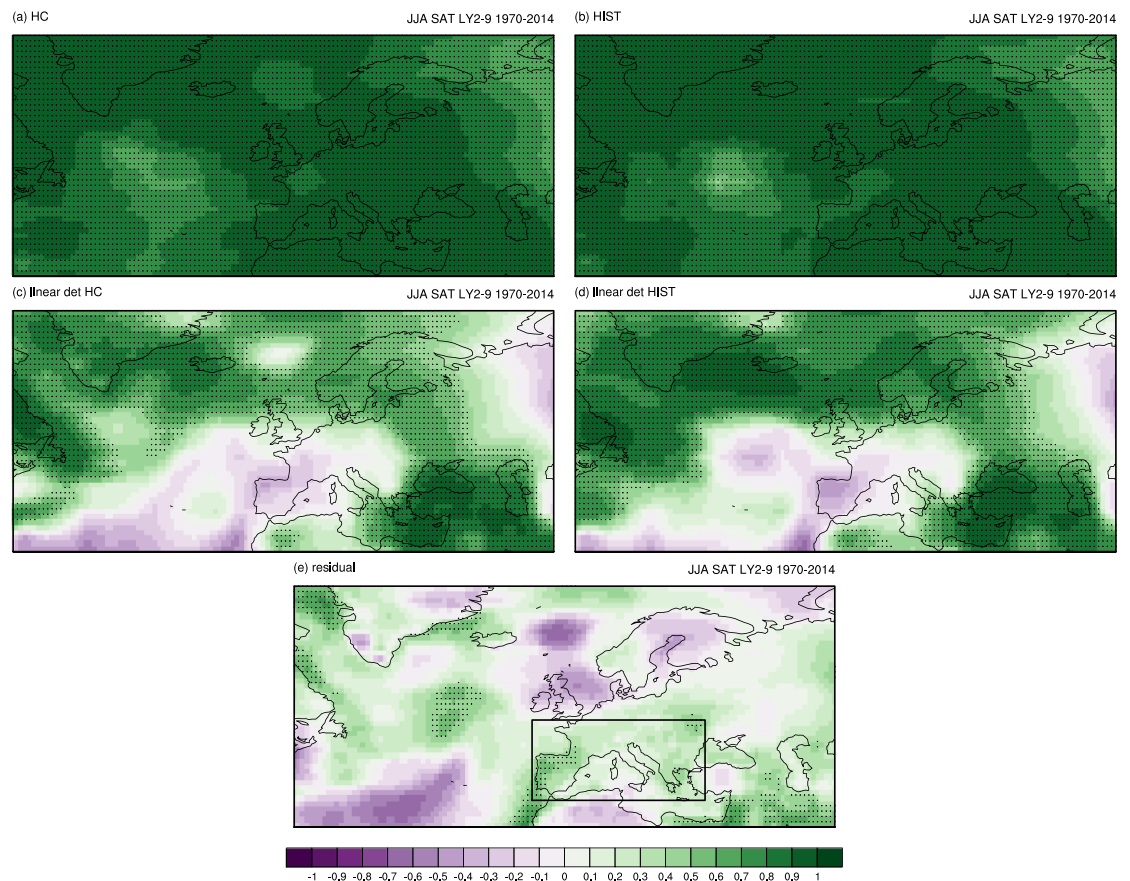 (a) HC JJA SAT LY2-9 1970-2014
(b) HIST JJA SAT LY2-9 1970-2014
(c) linear det HC JJA SAT LY2-9 1970-2014
(d) linear det HIST JJA SAT LY2-9 1970-2014
(e) residual JJA SAT LY2-9 1970-2014
-1 -0.9 -0.8 -0.7 -0.6 -0.5 -0.4 -0.3 -0.2 -0.1 0 0.1 0.2 0.3 0.4 0.5 0.6 0.7 0.8 0.9 1